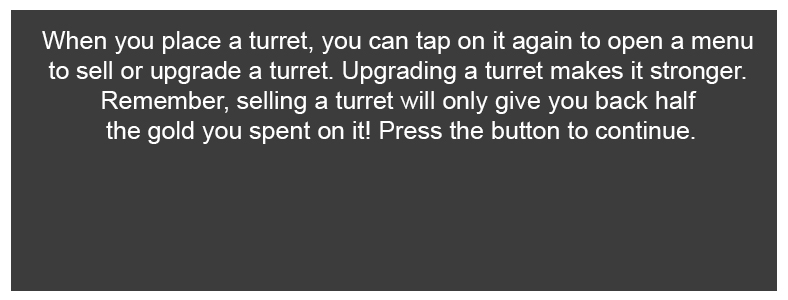 When you place a turret, you can tap on it again to open a menu
to sell or upgrade a turret. Upgrading a turret makes it stronger.
Remember, selling a turret will only give you back half
the gold you spent on it! Press the button to continue.